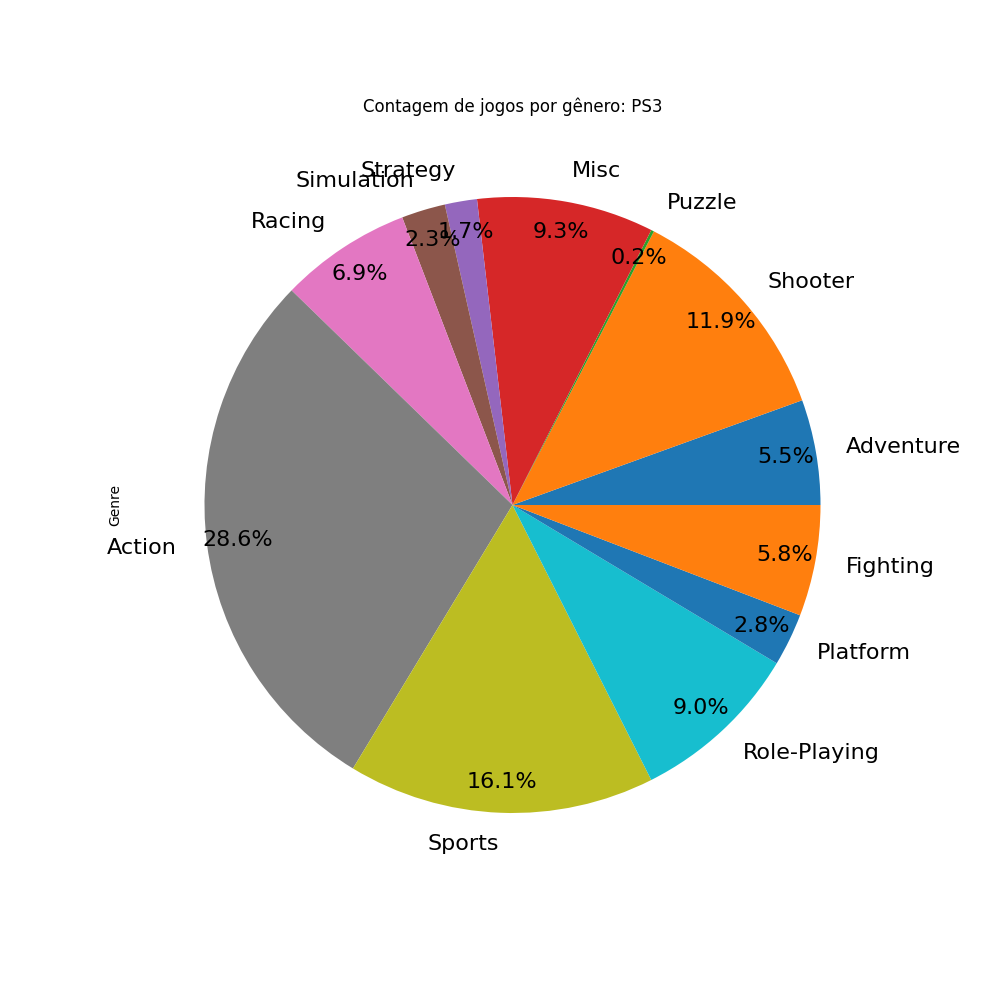 Contagem de jogos por gênero: PS3
Strategy
Misc
Simulation
Puzzle
Racing
1.7%
9.3%
2.3%
0.2%
6.9%
Shooter
11.9%
Adventure
5.5%
Genre
Action
28.6%
5.8%
Fighting
2.8%
Platform
9.0%
Role-Playing
16.1%
Sports